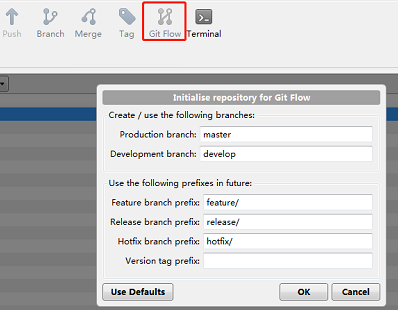 Push Branch Merge Tag Git Flow Terminal
Initialise repository for Git Flow
Create / use the following branches:
Production branch: master
Development branch: develop
Use the following prefixes in future:
Feature branch prefix: feature/
Release branch prefix: release/
Hotfix branch prefix: hotfix/
Version tag prefix:
Use Defaults OK Cancel